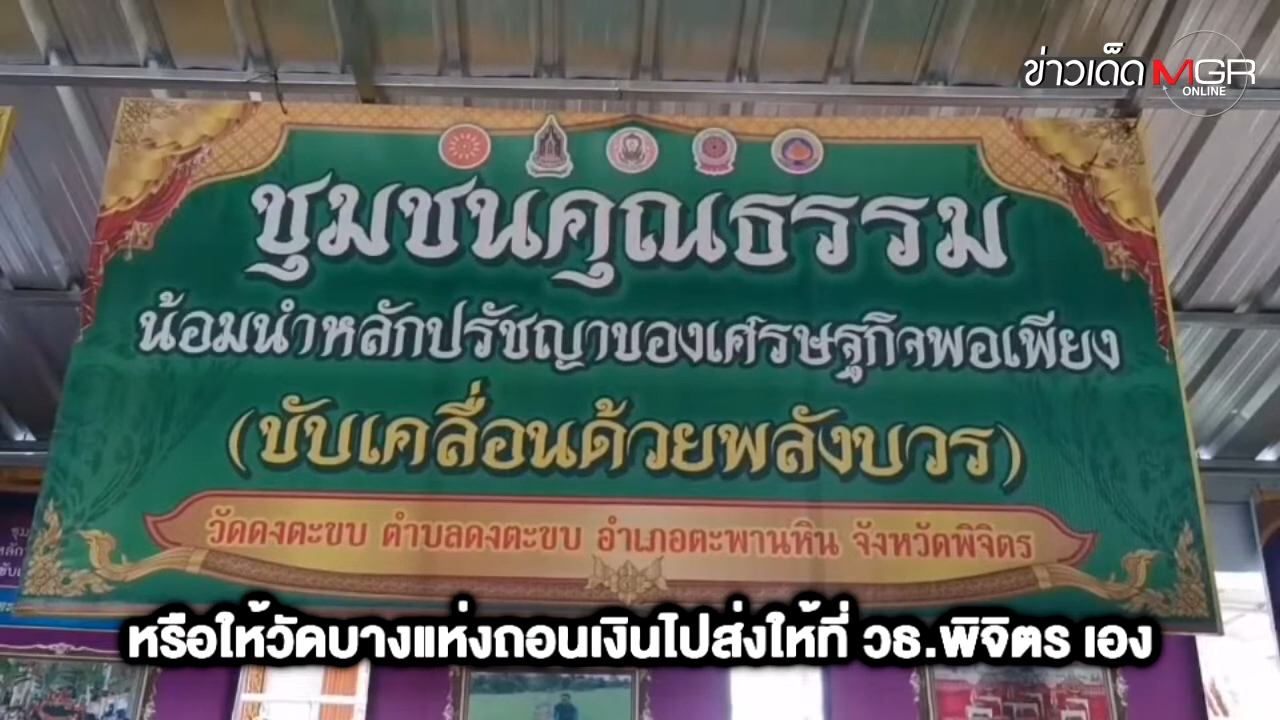 ข่าวเด็ด MGR
ONLINE
ชุมชนคุณธรรม
น้อมนำหลักปรัชญาของเศรษฐกิจพอเพียง
(ขับเคลื่อนด้วยพลังบวร)
วัดดงตะขบ ตำบลดงตะขบ อำเภอตะพานหิน จังหวัดพิจิตร
หรือให้วัดบางแห่งถอนเงินไปส่งให้ที่ วธ.พิจิตร เอง